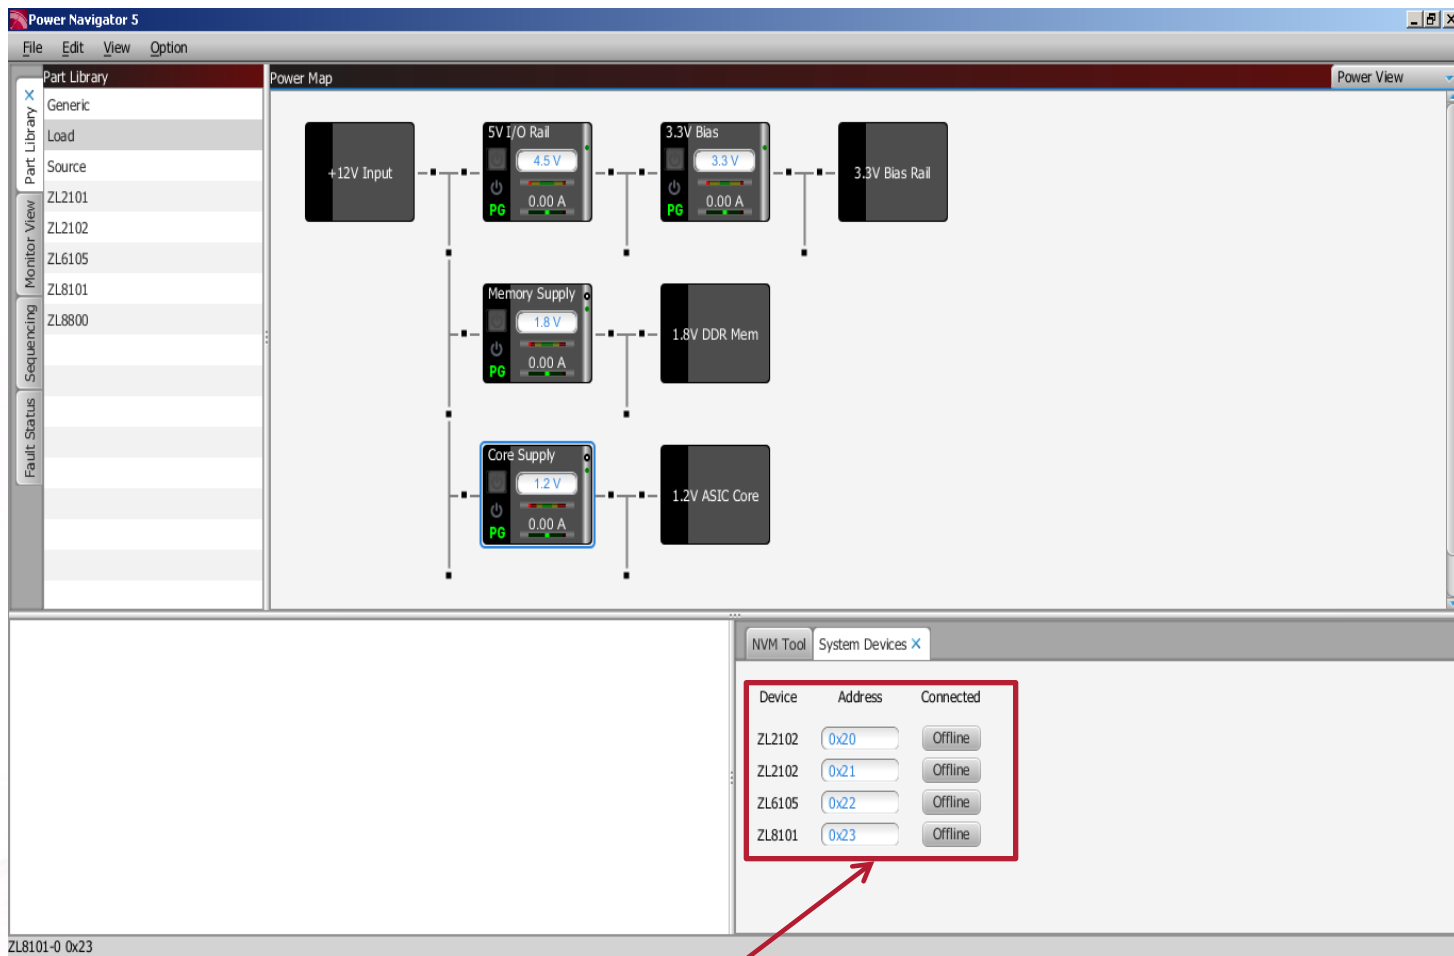 Power Navigator 5
File Edit View Option
Part Library
Monitor View
Sequencing
Fault Status
Part Library
Generic
Load
Source
ZL2101
ZL2102
ZL6105
ZL8101
ZL8800
Power Map
Power View
+12V Input
5V I/O Rail
4.5 V
0.00 A
PG
3.3V Bias
3.3 V
0.00 A
PG
3.3V Bias Rail
Memory Supply
1.8 V
0.00 A
PG
1.8V DDR Mem
Core Supply
1.2 V
0.00 A
PG
1.2V ASIC Core
NVM Tool System Devices
Device Address Connected
ZL2102 0x20 Offline
ZL2102 0x21 Offline
ZL6105 0x22 Offline
ZL8101 0x23 Offline
ZL8101-0 0x23